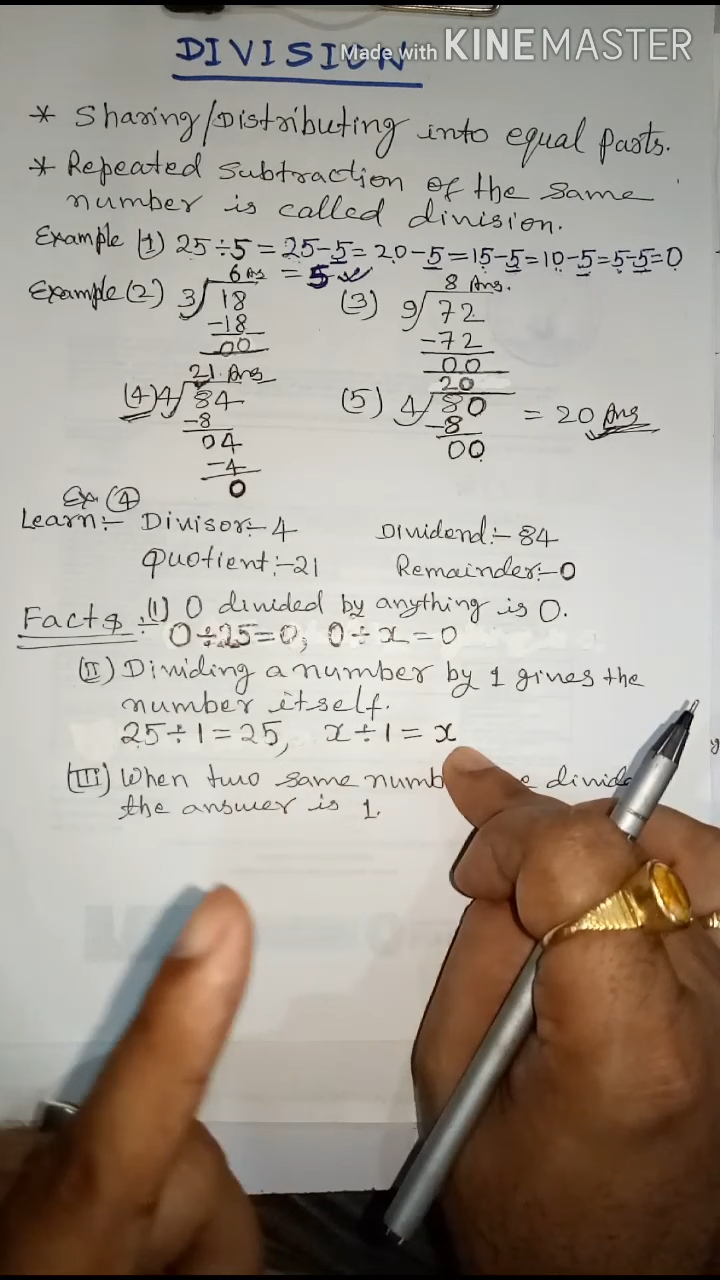 DIVISION
Made with KINEMASTER
* Sharing/Distributing into equal parts.
* Repeated subtraction of the same
number is called division.
Example (1) 25÷5 = 25-5 = 20-5 = 15-5 = 10-5 = 5-5 = 0
= 5
Example (2) 3
6 Ans
18
-18
00
(3) 9
8 Ans.
72
-72
00
(4) 4
21 Ans
84
-8
04
-4
0
(5) 4
20
80
-8
00
= 20 Ans
Ex. (4)
Learn:- Divisor:- 4 Dividend:- 84
Quotient:- 21 Remainder:- 0
Facts :- (I) 0 divided by anything is 0.
0÷25=0, 0÷x=0
(II) Dividing a number by 1 gives the
number itself.
25÷1=25, x÷1=x
(III) When two same
the answer is 1.